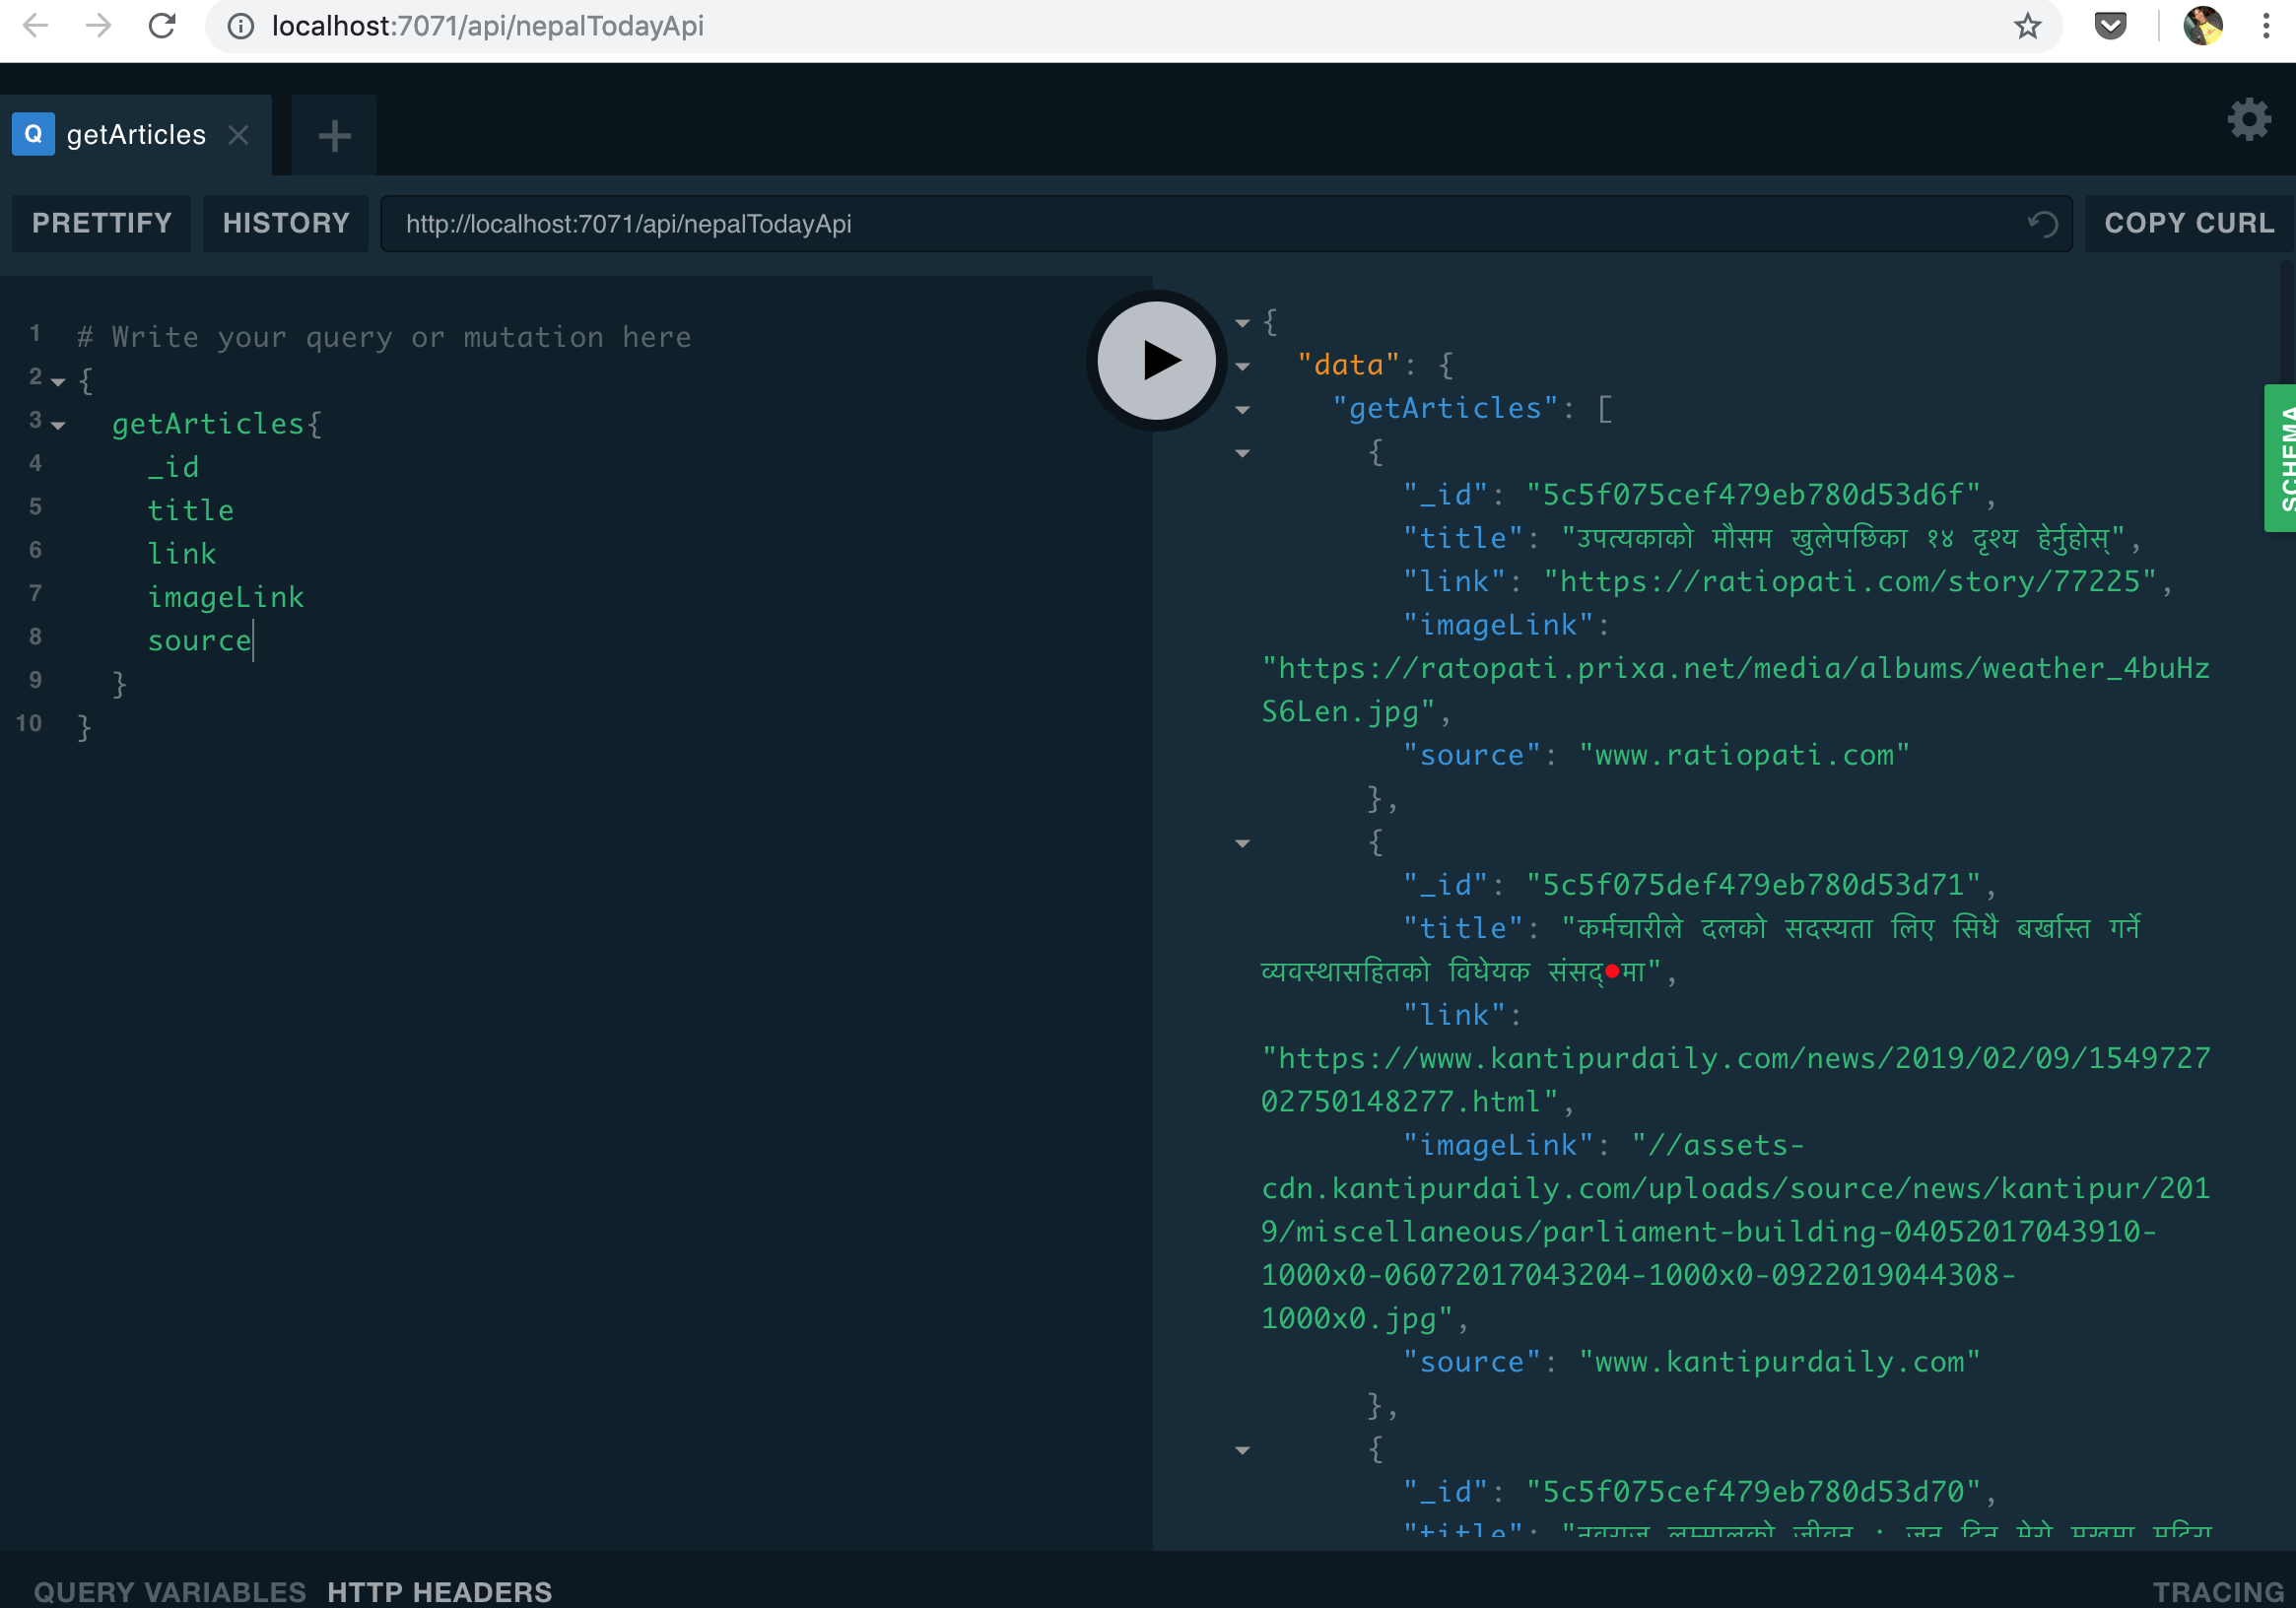 localhost:7071/api/nepalTodayApi
Q getArticles
PRETTIFY HISTORY http://localhost:7071/api/nepalTodayApi COPY CURL
1 # Write your query or mutation here
2 {
3 getArticles{
4 _id
5 title
6 link
7 imageLink
8 source
9 }
10 }
{
"data": {
"getArticles": [
{
"_id": "5c5f075cef479eb780d53d6f",
"title": "उपत्यकाको मौसम खुलेपछिका १४ दृश्य हेर्नुहोस्",
"link": "https://ratiopati.com/story/77225",
"imageLink":
"https://ratopati.prixa.net/media/albums/weather_4buHz
S6Len.jpg",
"source": "www.ratiopati.com"
},
{
"_id": "5c5f075def479eb780d53d71",
"title": "कर्मचारीले दलको सदस्यता लिए सिधै बर्खास्त गर्ने
व्यवस्थासहितको विधेयक संसद्•मा",
"link":
"https://www.kantipurdaily.com/news/2019/02/09/1549727
02750148277.html",
"imageLink": "//assets-
cdn.kantipurdaily.com/uploads/source/news/kantipur/201
9/miscellaneous/parliament-building-04052017043910-
1000x0-06072017043204-1000x0-0922019044308-
1000x0.jpg",
"source": "www.kantipurdaily.com"
},
{
"_id": "5c5f075cef479eb780d53d70",
"title":
SCHEMA
QUERY VARIABLES HTTP HEADERS TRACING